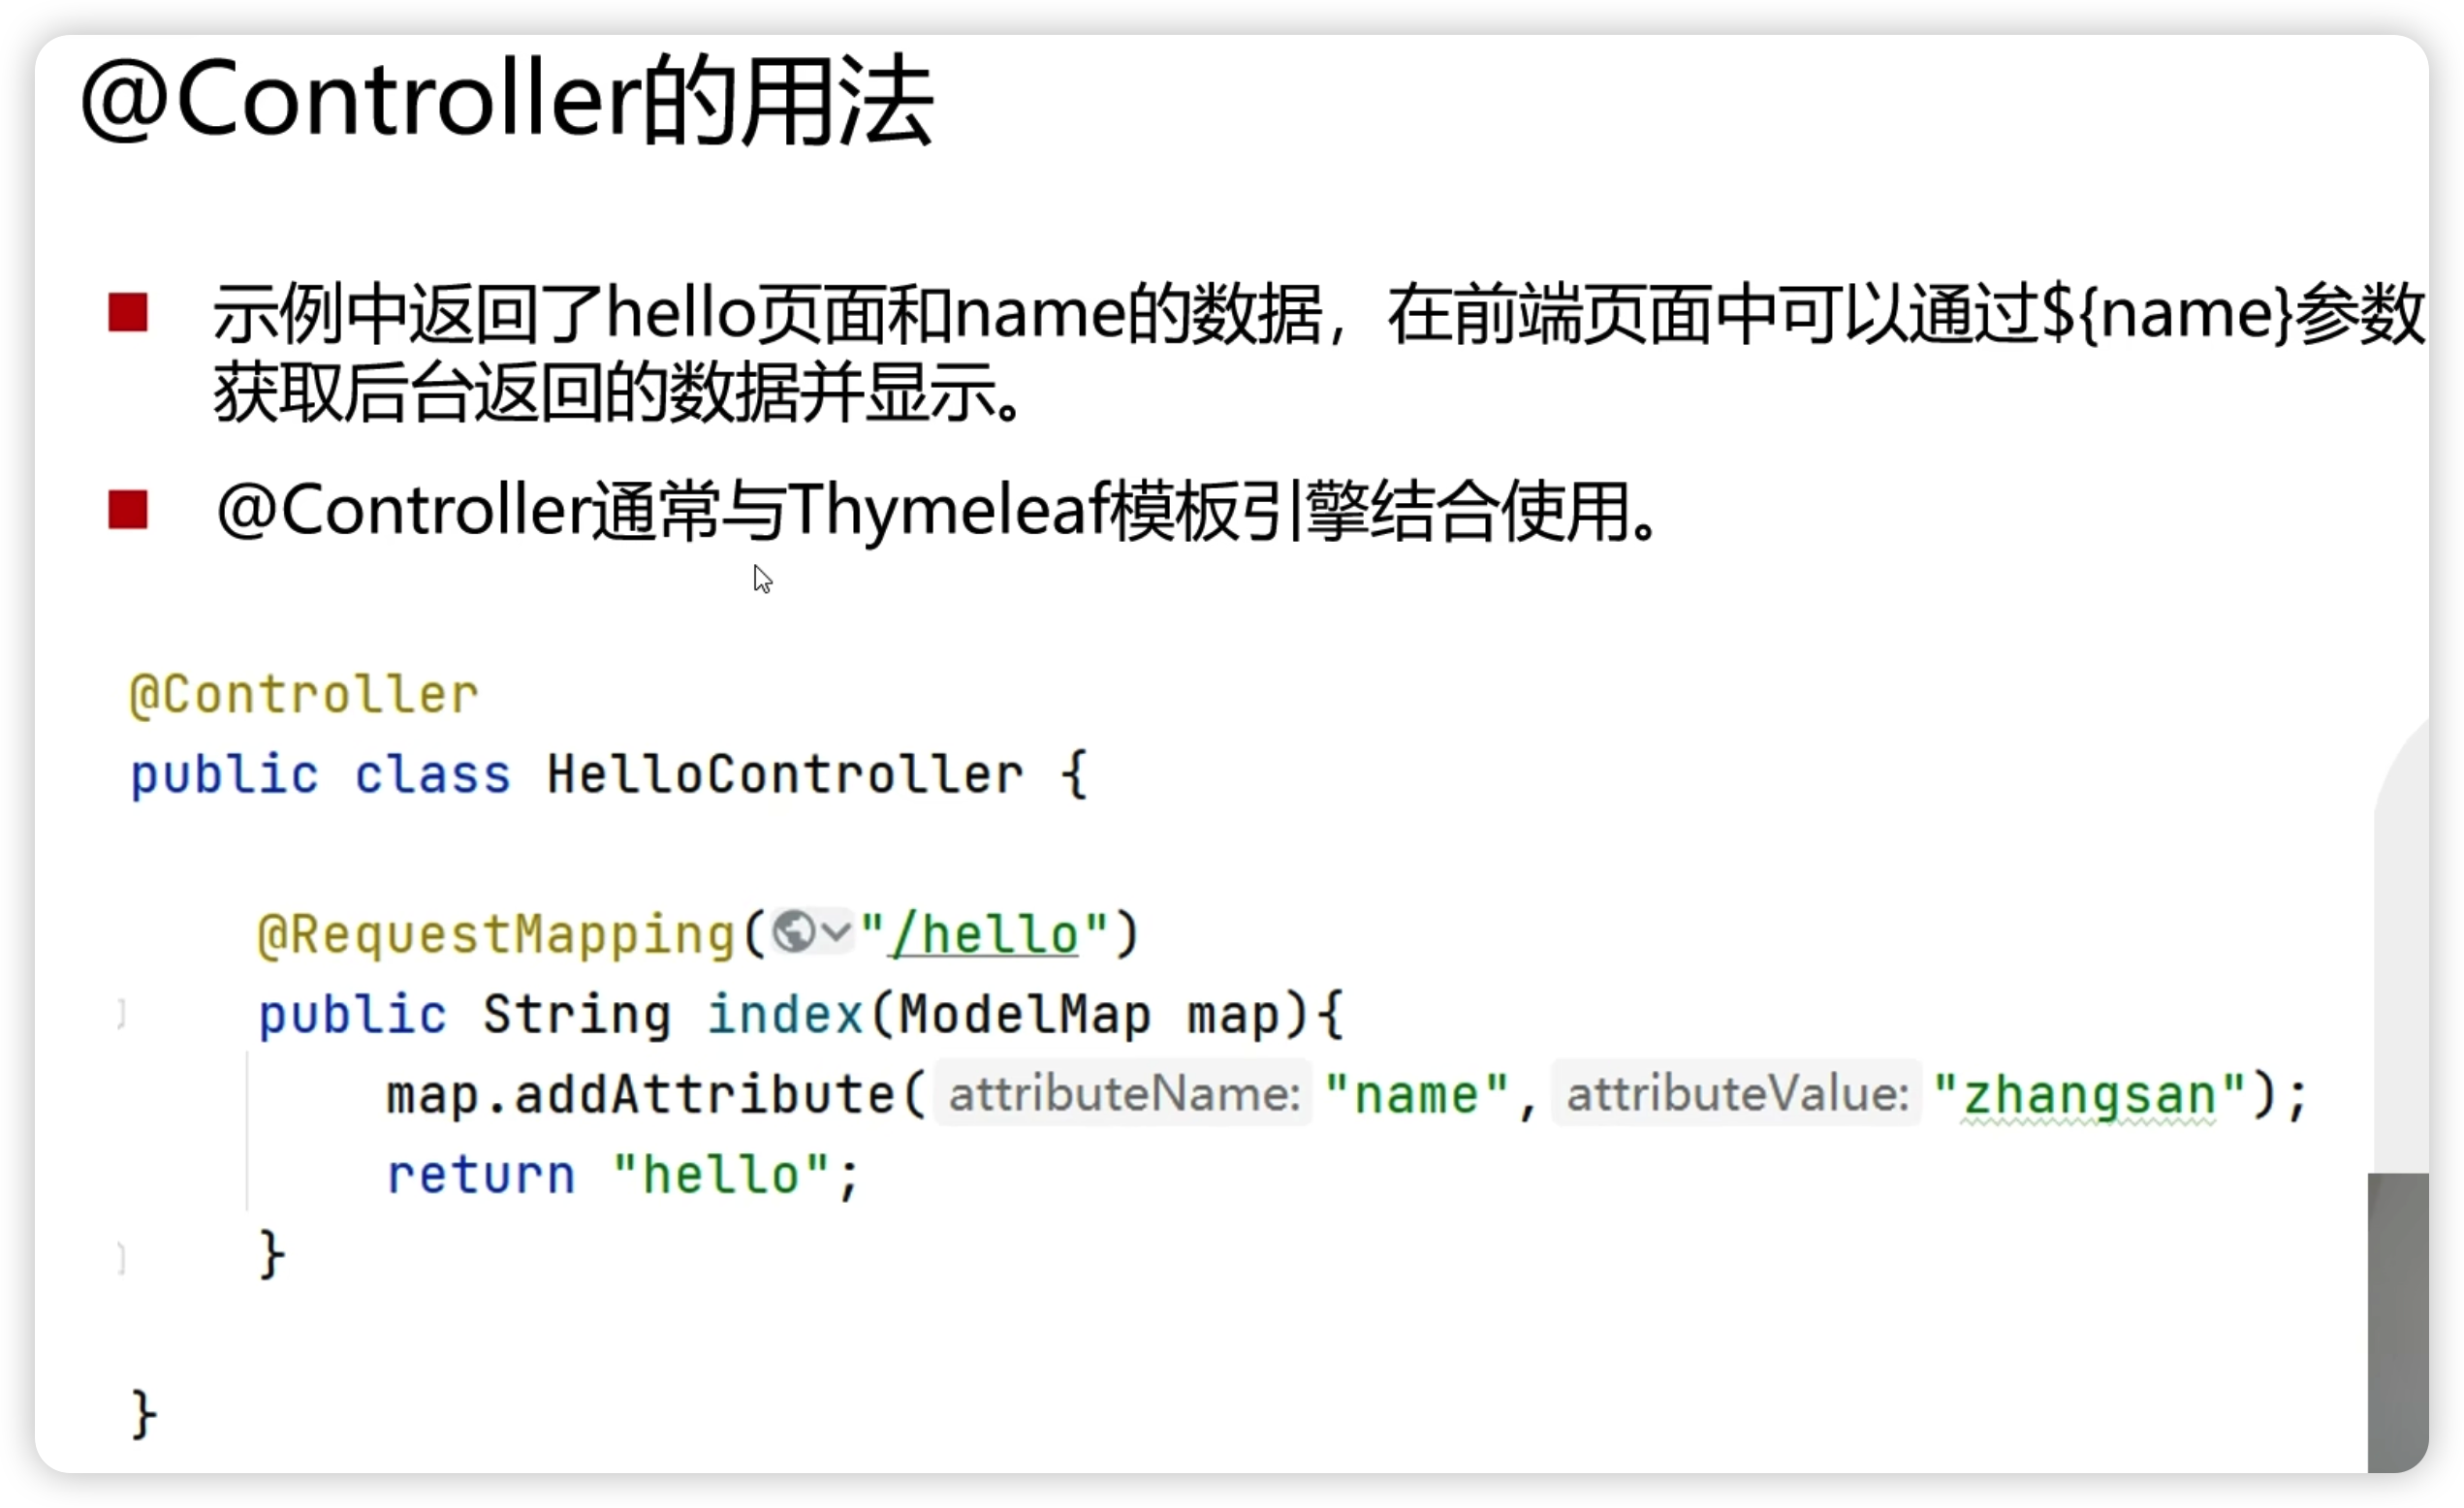 @Controller的用法
示例中返回了hello页面和name的数据，在前端页面中可以通过${name}参数
获取后台返回的数据并显示。
@Controller通常与Thymeleaf模板引擎结合使用。
@Controller
public class HelloController {
@RequestMapping("/hello")
public String index(ModelMap map){
map.addAttribute( attributeName: "name", attributeValue: "zhangsan");
return "hello";
}
}